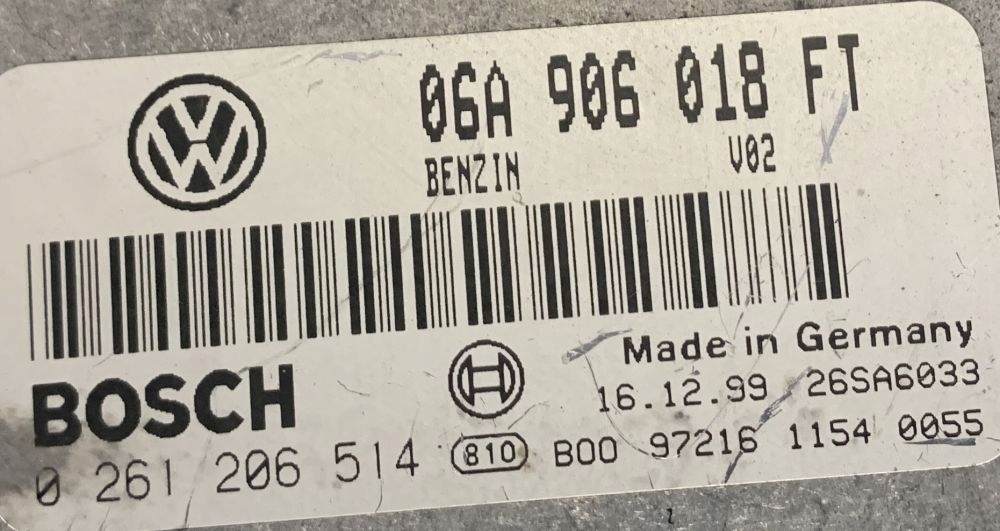 06A 906 018 FT
BENZIN V02
BOSCH
Made in Germany
16.12.99 26SA6033
0 261 206 514 810 B00 97216 1154 0055